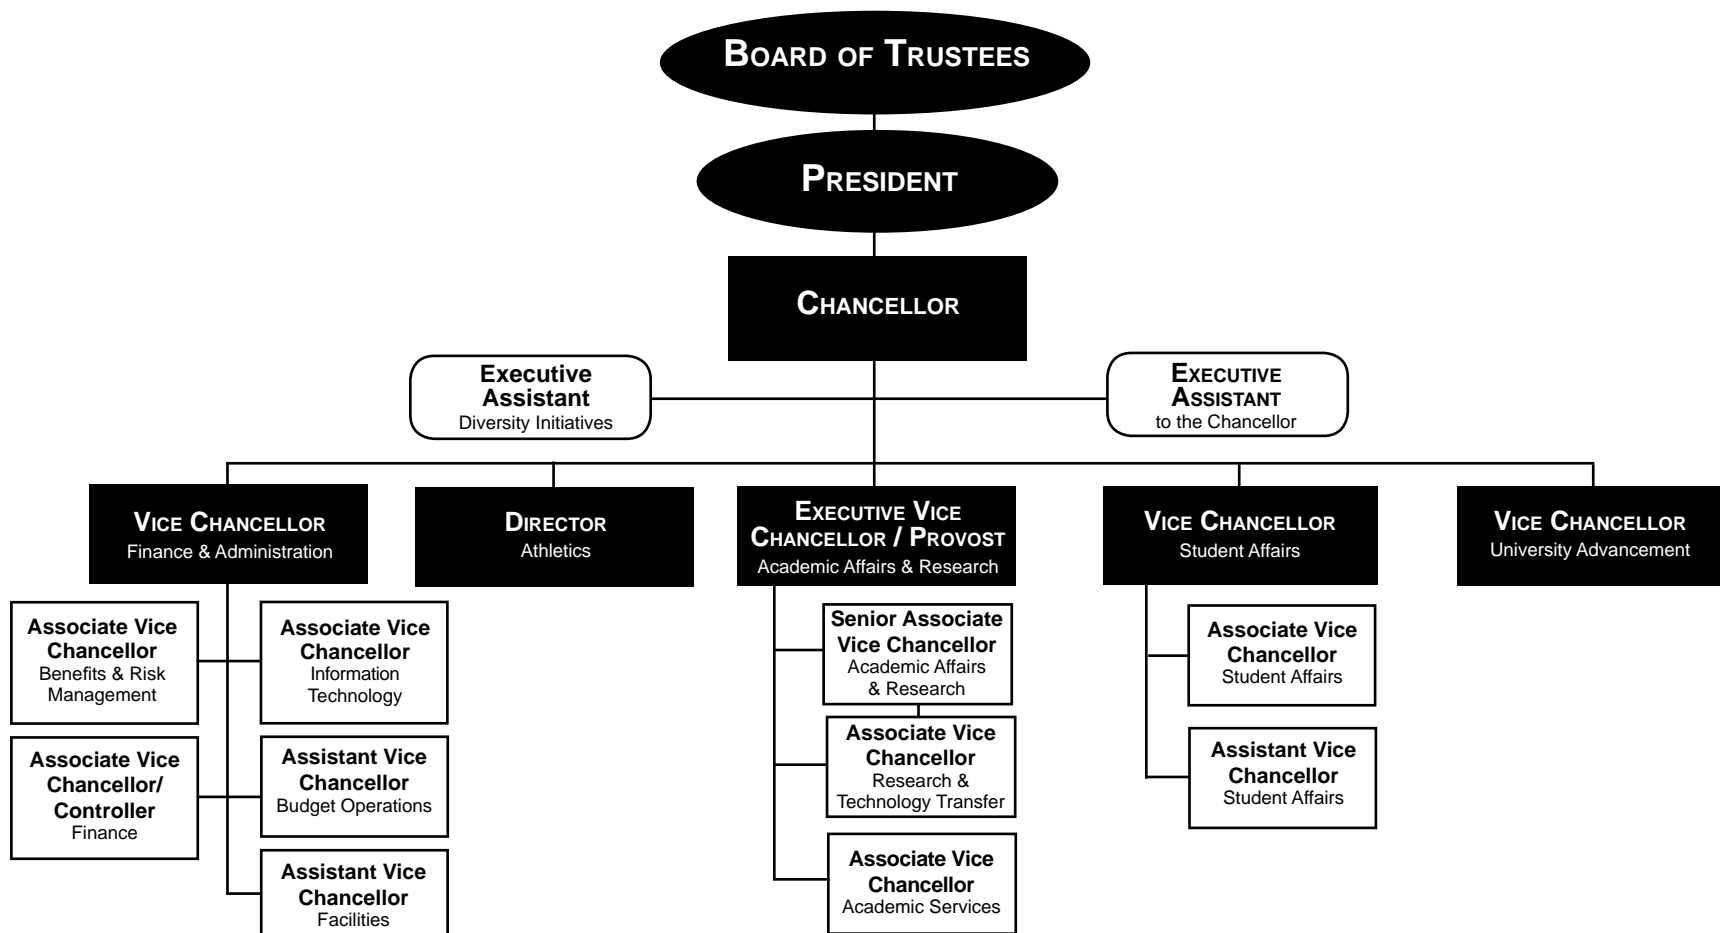 BOARD OF TRUSTEES
PRESIDENT
CHANCELLOR
Executive
Assistant
Diversity Initiatives
EXECUTIVE
ASSISTANT
to the Chancellor
VICE CHANCELLOR
Finance & Administration
DIRECTOR
Athletics
EXECUTIVE VICE
CHANCELLOR / PROVOST
Academic Affairs & Research
VICE CHANCELLOR
Student Affairs
VICE CHANCELLOR
University Advancement
Associate Vice
Chancellor
Benefits & Risk
Management
Associate Vice
Chancellor
Information
Technology
Associate Vice
Chancellor/
Controller
Finance
Assistant Vice
Chancellor
Budget Operations
Assistant Vice
Chancellor
Facilities
Senior Associate
Vice Chancellor
Academic Affairs
& Research
Associate Vice
Chancellor
Research &
Technology Transfer
Associate Vice
Chancellor
Academic Services
Associate Vice
Chancellor
Student Affairs
Assistant Vice
Chancellor
Student Affairs